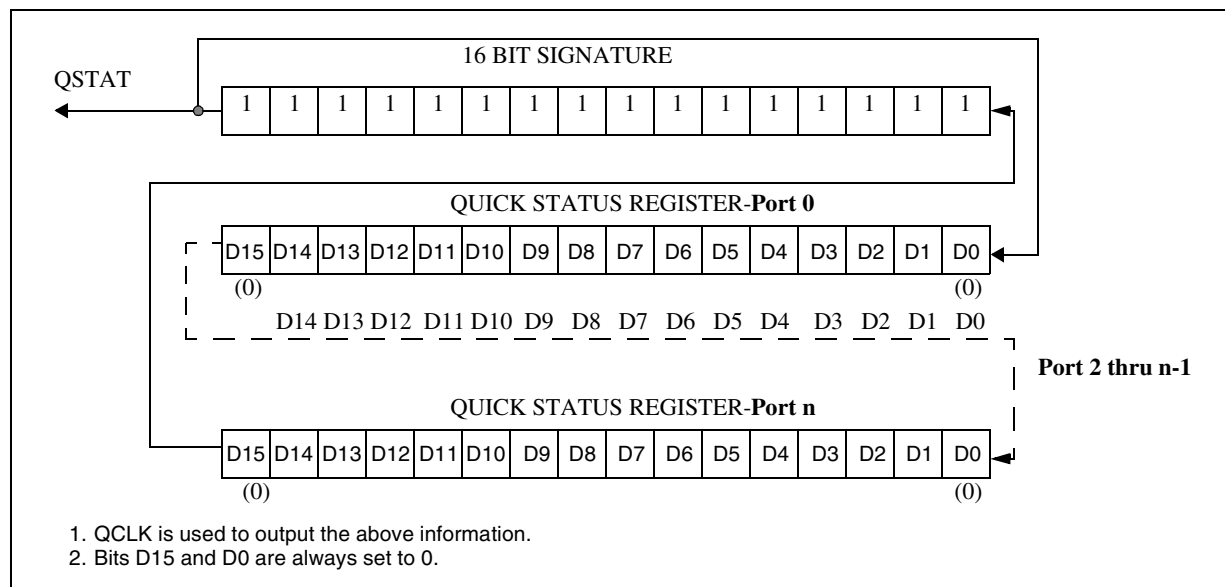 16 BIT SIGNATURE
QSTAT
1 1 1 1 1 1 1 1 1 1 1 1 1 1 1 1
QUICK STATUS REGISTER-Port 0
D15 D14 D13 D12 D11 D10 D9 D8 D7 D6 D5 D4 D3 D2 D1 D0
(0) (0)
D14 D13 D12 D11 D10 D9 D8 D7 D6 D5 D4 D3 D2 D1 D0
Port 2 thru n-1
QUICK STATUS REGISTER-Port n
D15 D14 D13 D12 D11 D10 D9 D8 D7 D6 D5 D4 D3 D2 D1 D0
(0) (0)
1. QCLK is used to output the above information.
2. Bits D15 and D0 are always set to 0.